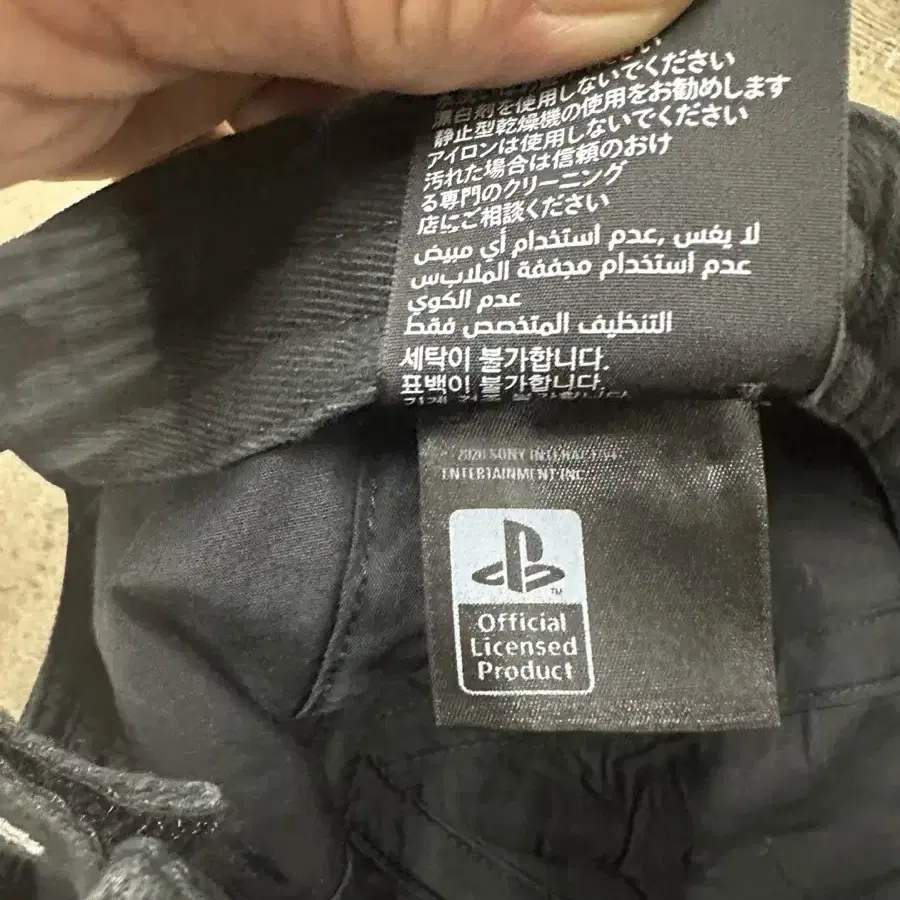 漂白剤を使用しないでください
静止型乾燥機の使用をお勧めします
アイロンは使用しないでください
汚れた場合は信頼のおけ
る専門のクリーニング
店にご相談ください
لا يغسل ,عدم استخدام أي مبيض
عدم استخدام مجففة الملابس
عدم الكوي
التنظيف المتخصص فقط
세탁이 불가합니다.
표백이 불가합니다.
2020 SONY INTERACTIVE
ENTERTAINMENT INC.
TM
Official
Licensed
Product